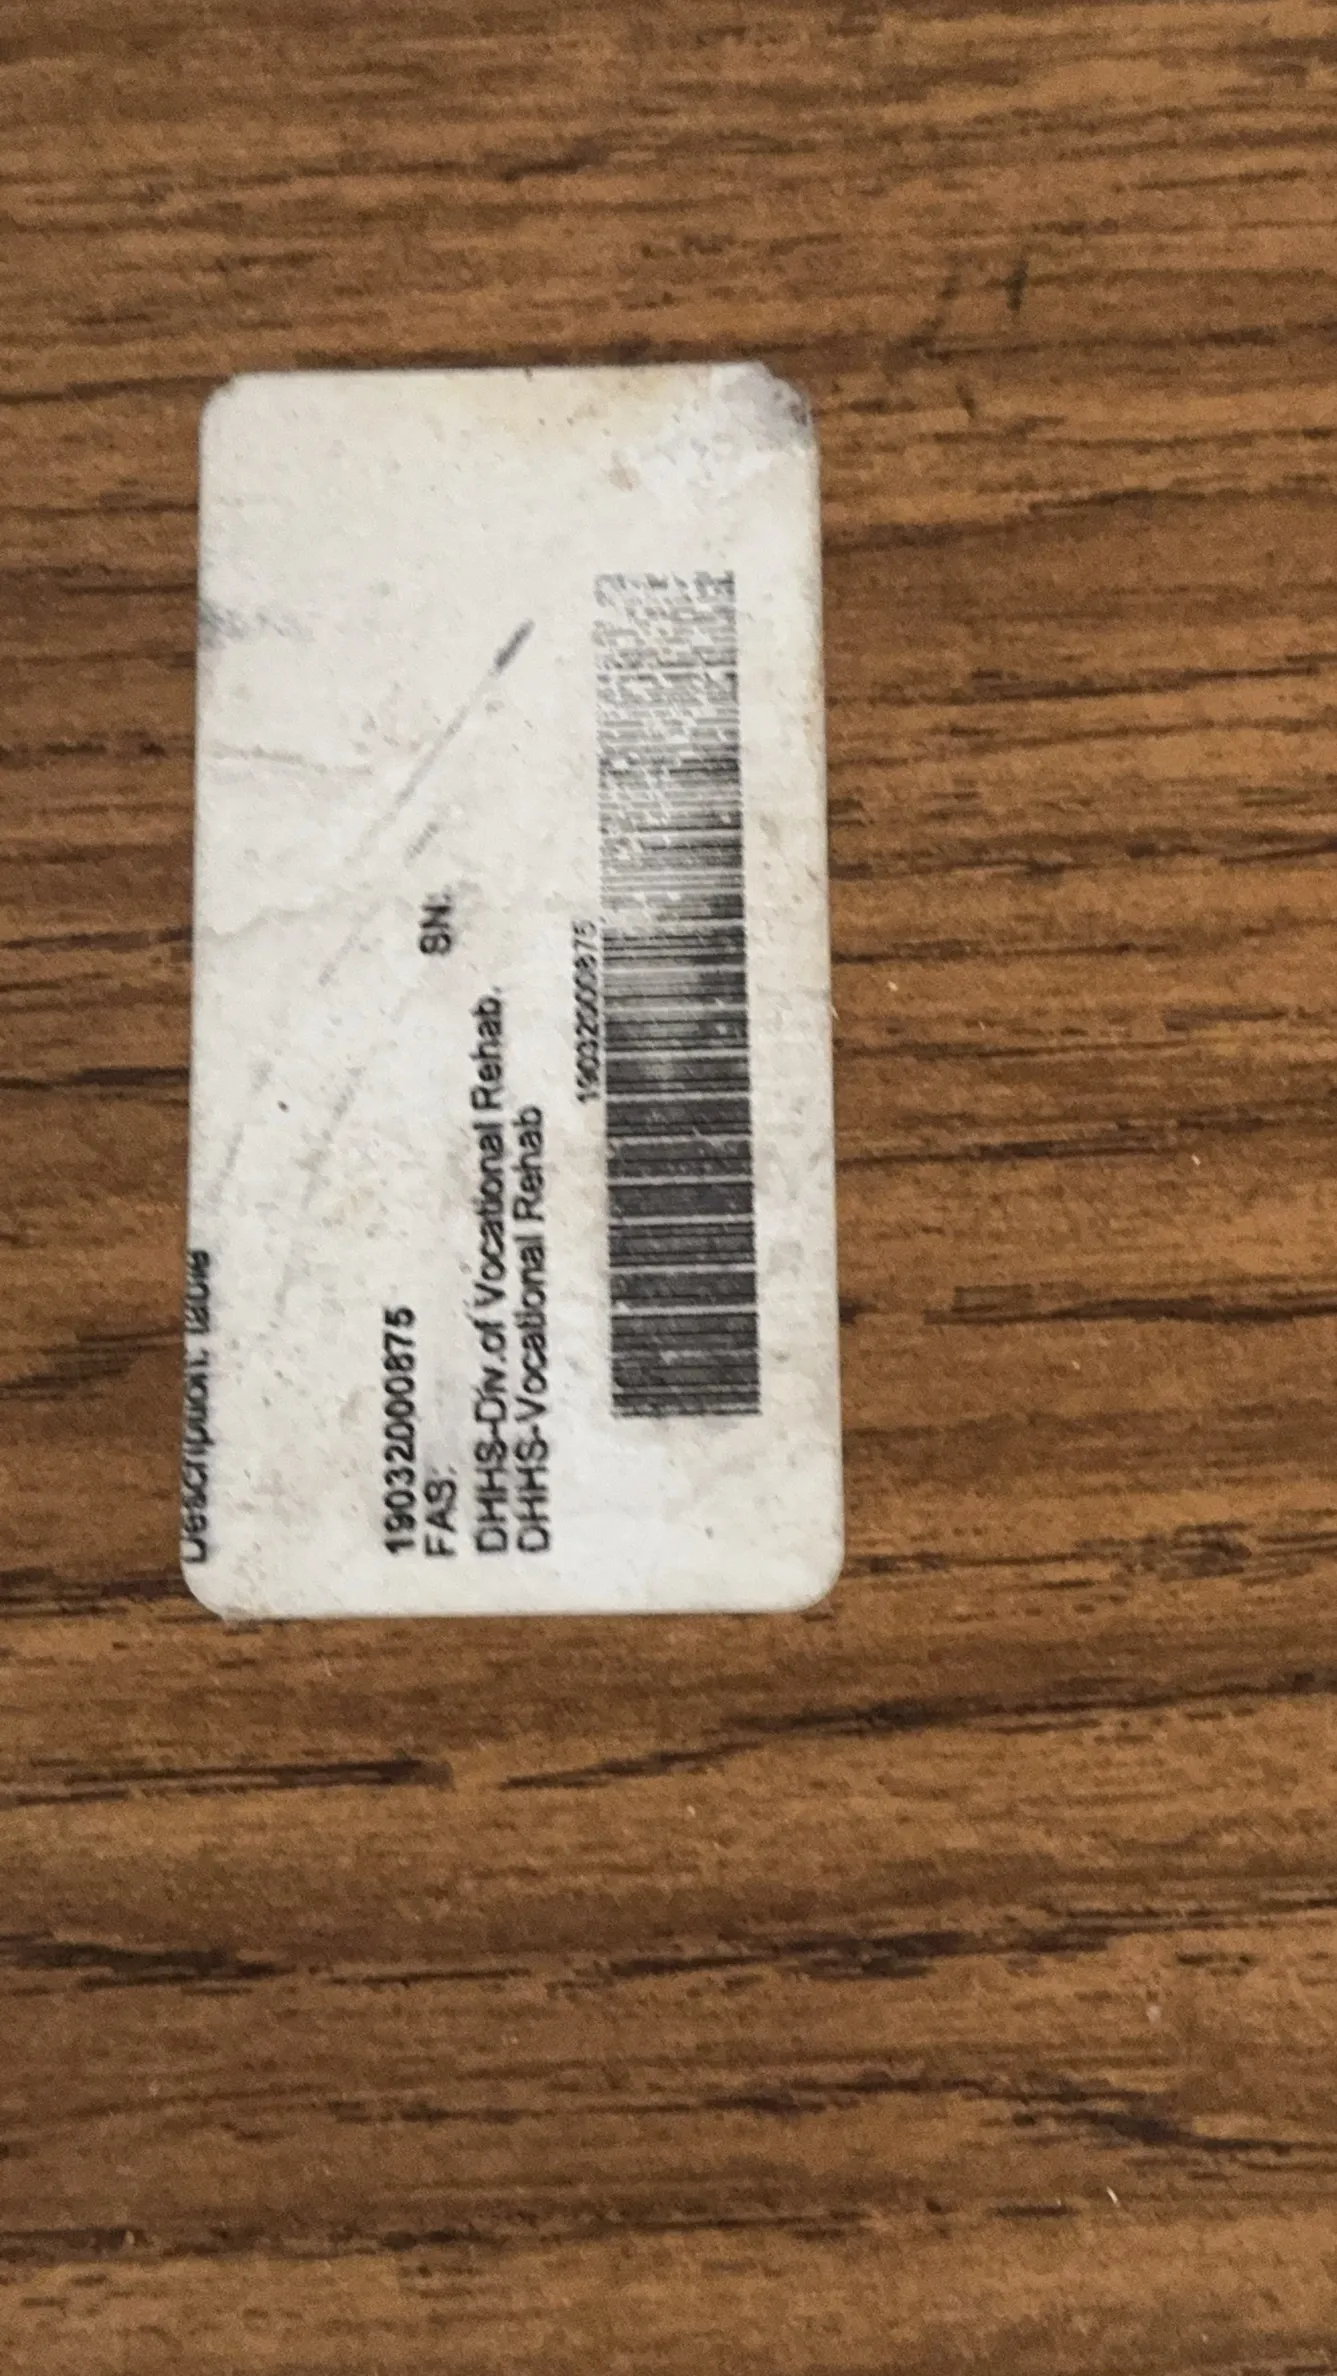 Description: table
19032000875
FAS: SN:
DHHS-Div.of Vocational Rehab.
DHHS-Vocational Rehab
19032000875